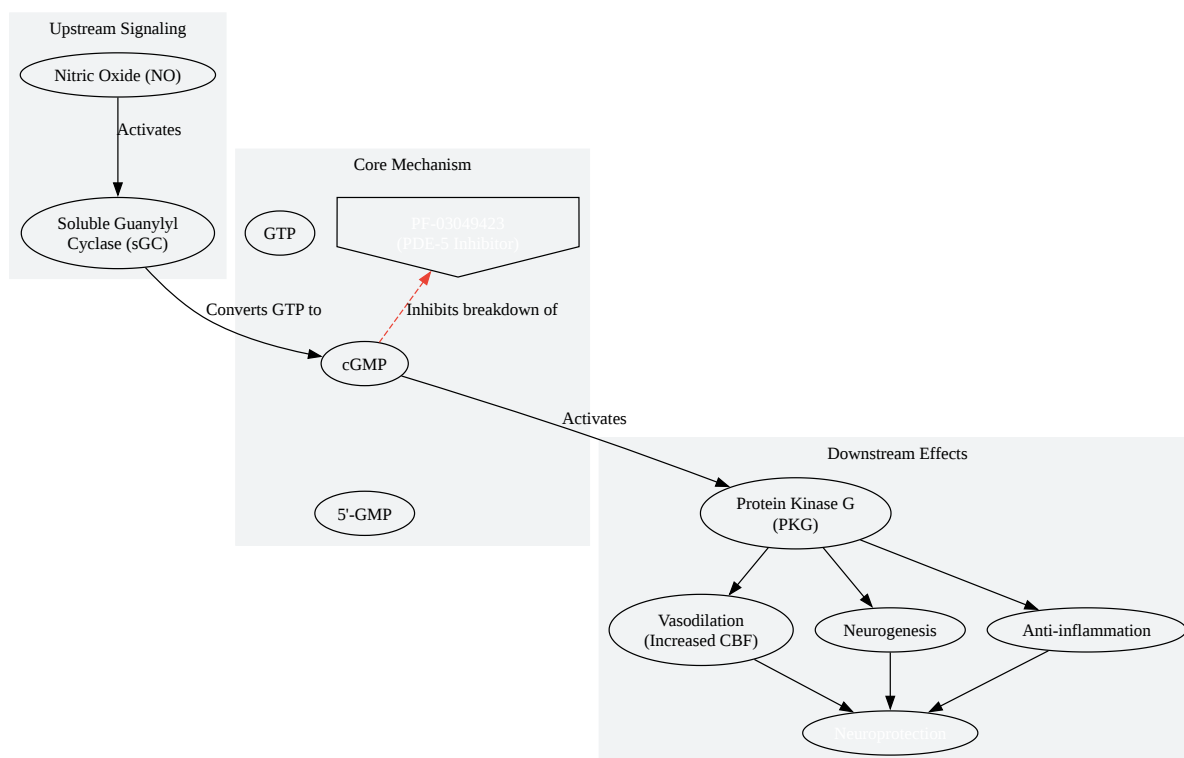 Upstream Signaling
Nitric Oxide (NO)
Activates
Soluble Guanylyl
Cyclase (sGC)
Core Mechanism
GTP
PF-03049423
(PDE-5 Inhibitor)
Converts GTP to
Inhibits breakdown of
cGMP
Activates
5'-GMP
Downstream Effects
Protein Kinase G
(PKG)
Vasodilation
(Increased CBF)
Neurogenesis
Anti-inflammation
Neuroprotection